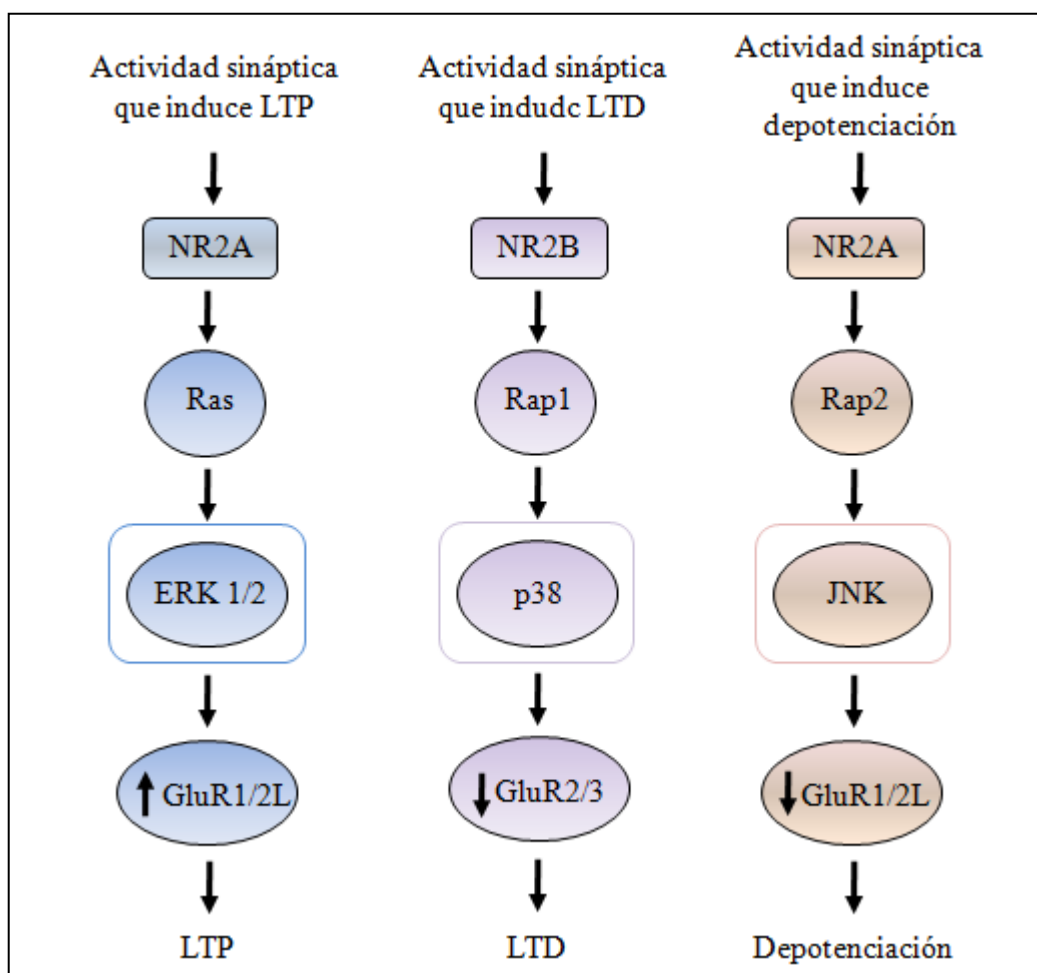 Actividad sináptica
que induce LTP
NR2A
Ras
ERK 1/2
GluR1/2L
LTP
Actividad sináptica
que indudc LTD
NR2B
Rap1
p38
GluR2/3
LTD
Actividad sináptica
que induce
depotenciación
NR2A
Rap2
JNK
GluR1/2L
Depotenciación